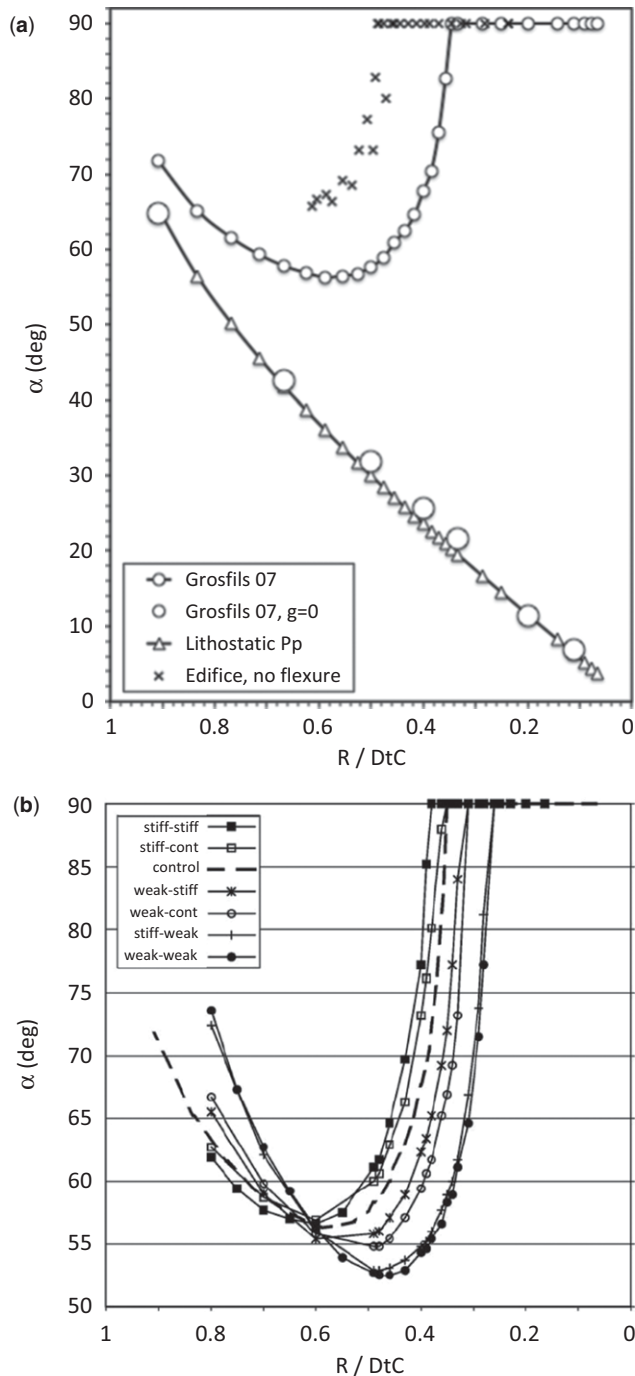 (a)
90
80
70
60
50
40
30
20
10
0
α (deg)
Grosfils 07
Grosfils 07, g=0
Lithostatic Pp
Edifice, no flexure
1 0.8 0.6 0.4 0.2 0
R / DtC
(b)
90
85
80
75
70
65
60
55
50
α (deg)
stiff-stiff
stiff-cont
control
weak-stiff
weak-cont
stiff-weak
weak-weak
1 0.8 0.6 0.4 0.2 0
R / DtC